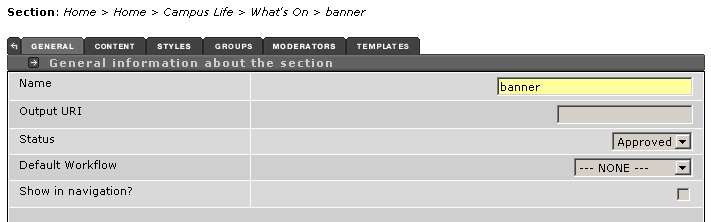 Section: Home > Home > Campus Life > What's On > banner
GENERAL CONTENT STYLES GROUPS MODERATORS TEMPLATES
General information about the section
Name banner
Output URI
Status Approved
Default Workflow --- NONE ---
Show in navigation?